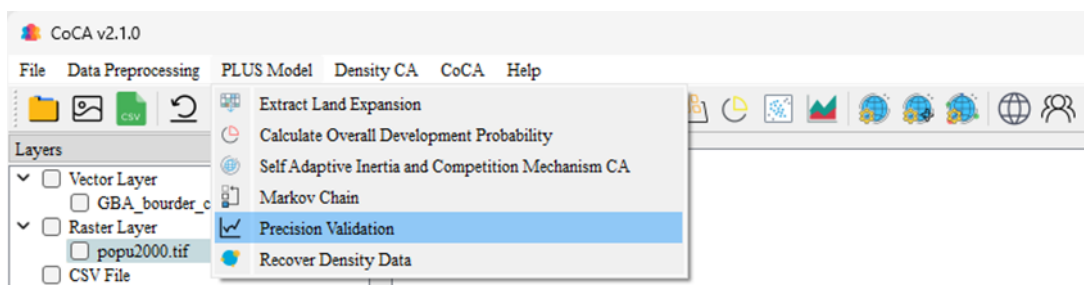 CoCA v2.1.0
File Data Preprocessing PLUS Model Density CA CoCA Help
CSV
Layers
Vector Layer
GBA_bourder_c
Raster Layer
popu2000.tif
CSV File
Extract Land Expansion
Calculate Overall Development Probability
Self Adaptive Inertia and Competition Mechanism CA
Markov Chain
Precision Validation
Recover Density Data